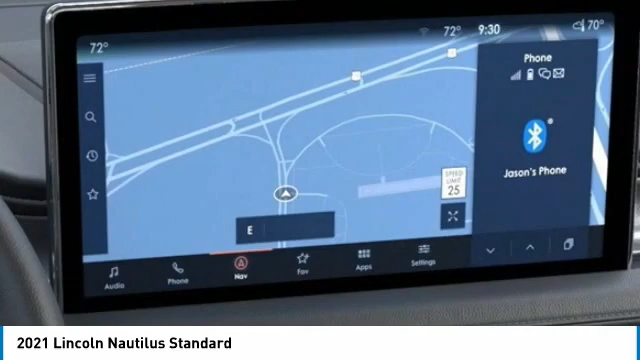 72°
72° 9:30 70°
Phone
Jason's Phone
SPEED
LIMIT
25
E
Audio Phone Nav Fav Apps Settings
2021 Lincoln Nautilus Standard